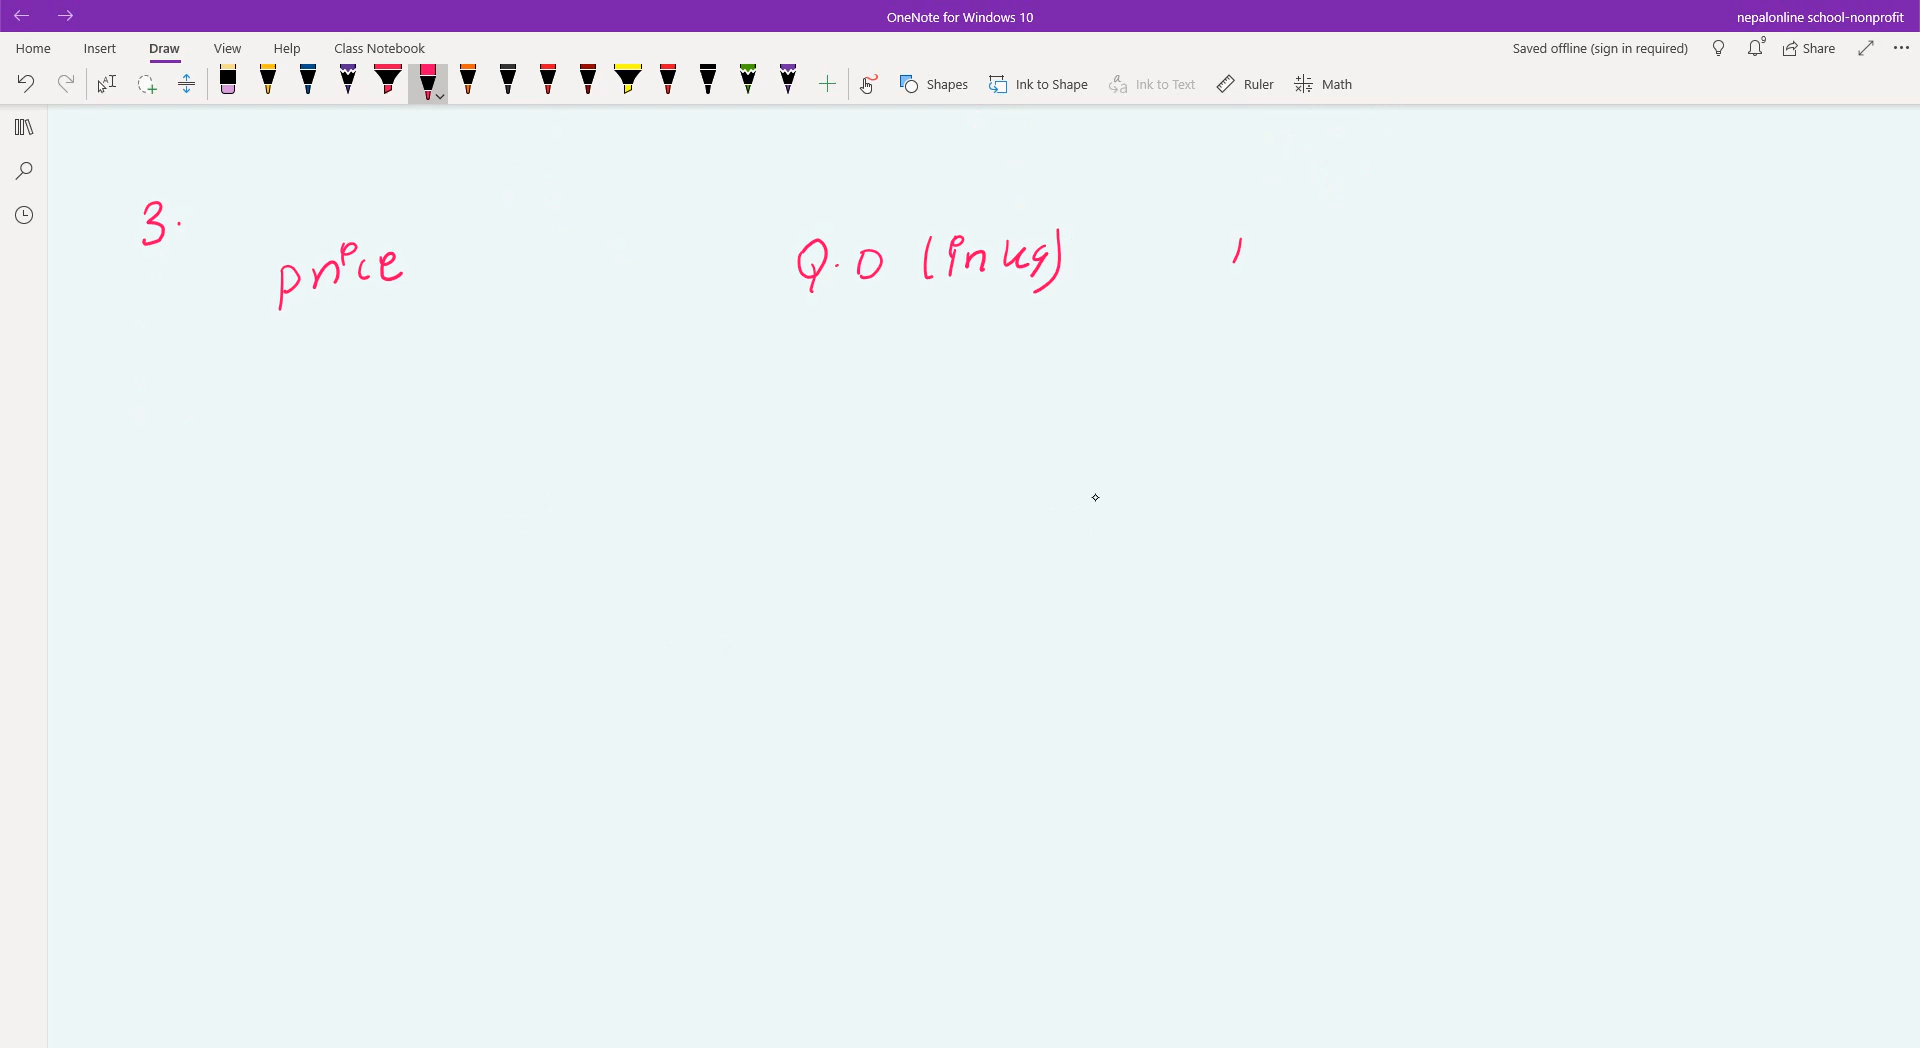 OneNote for Windows 10
nepalonline school-nonprofit
Home Insert Draw View Help Class Notebook
Saved offline (sign in required) 9 Share
Shapes Ink to Shape Ink to Text Ruler Math
3.
price Q.D (in kg)